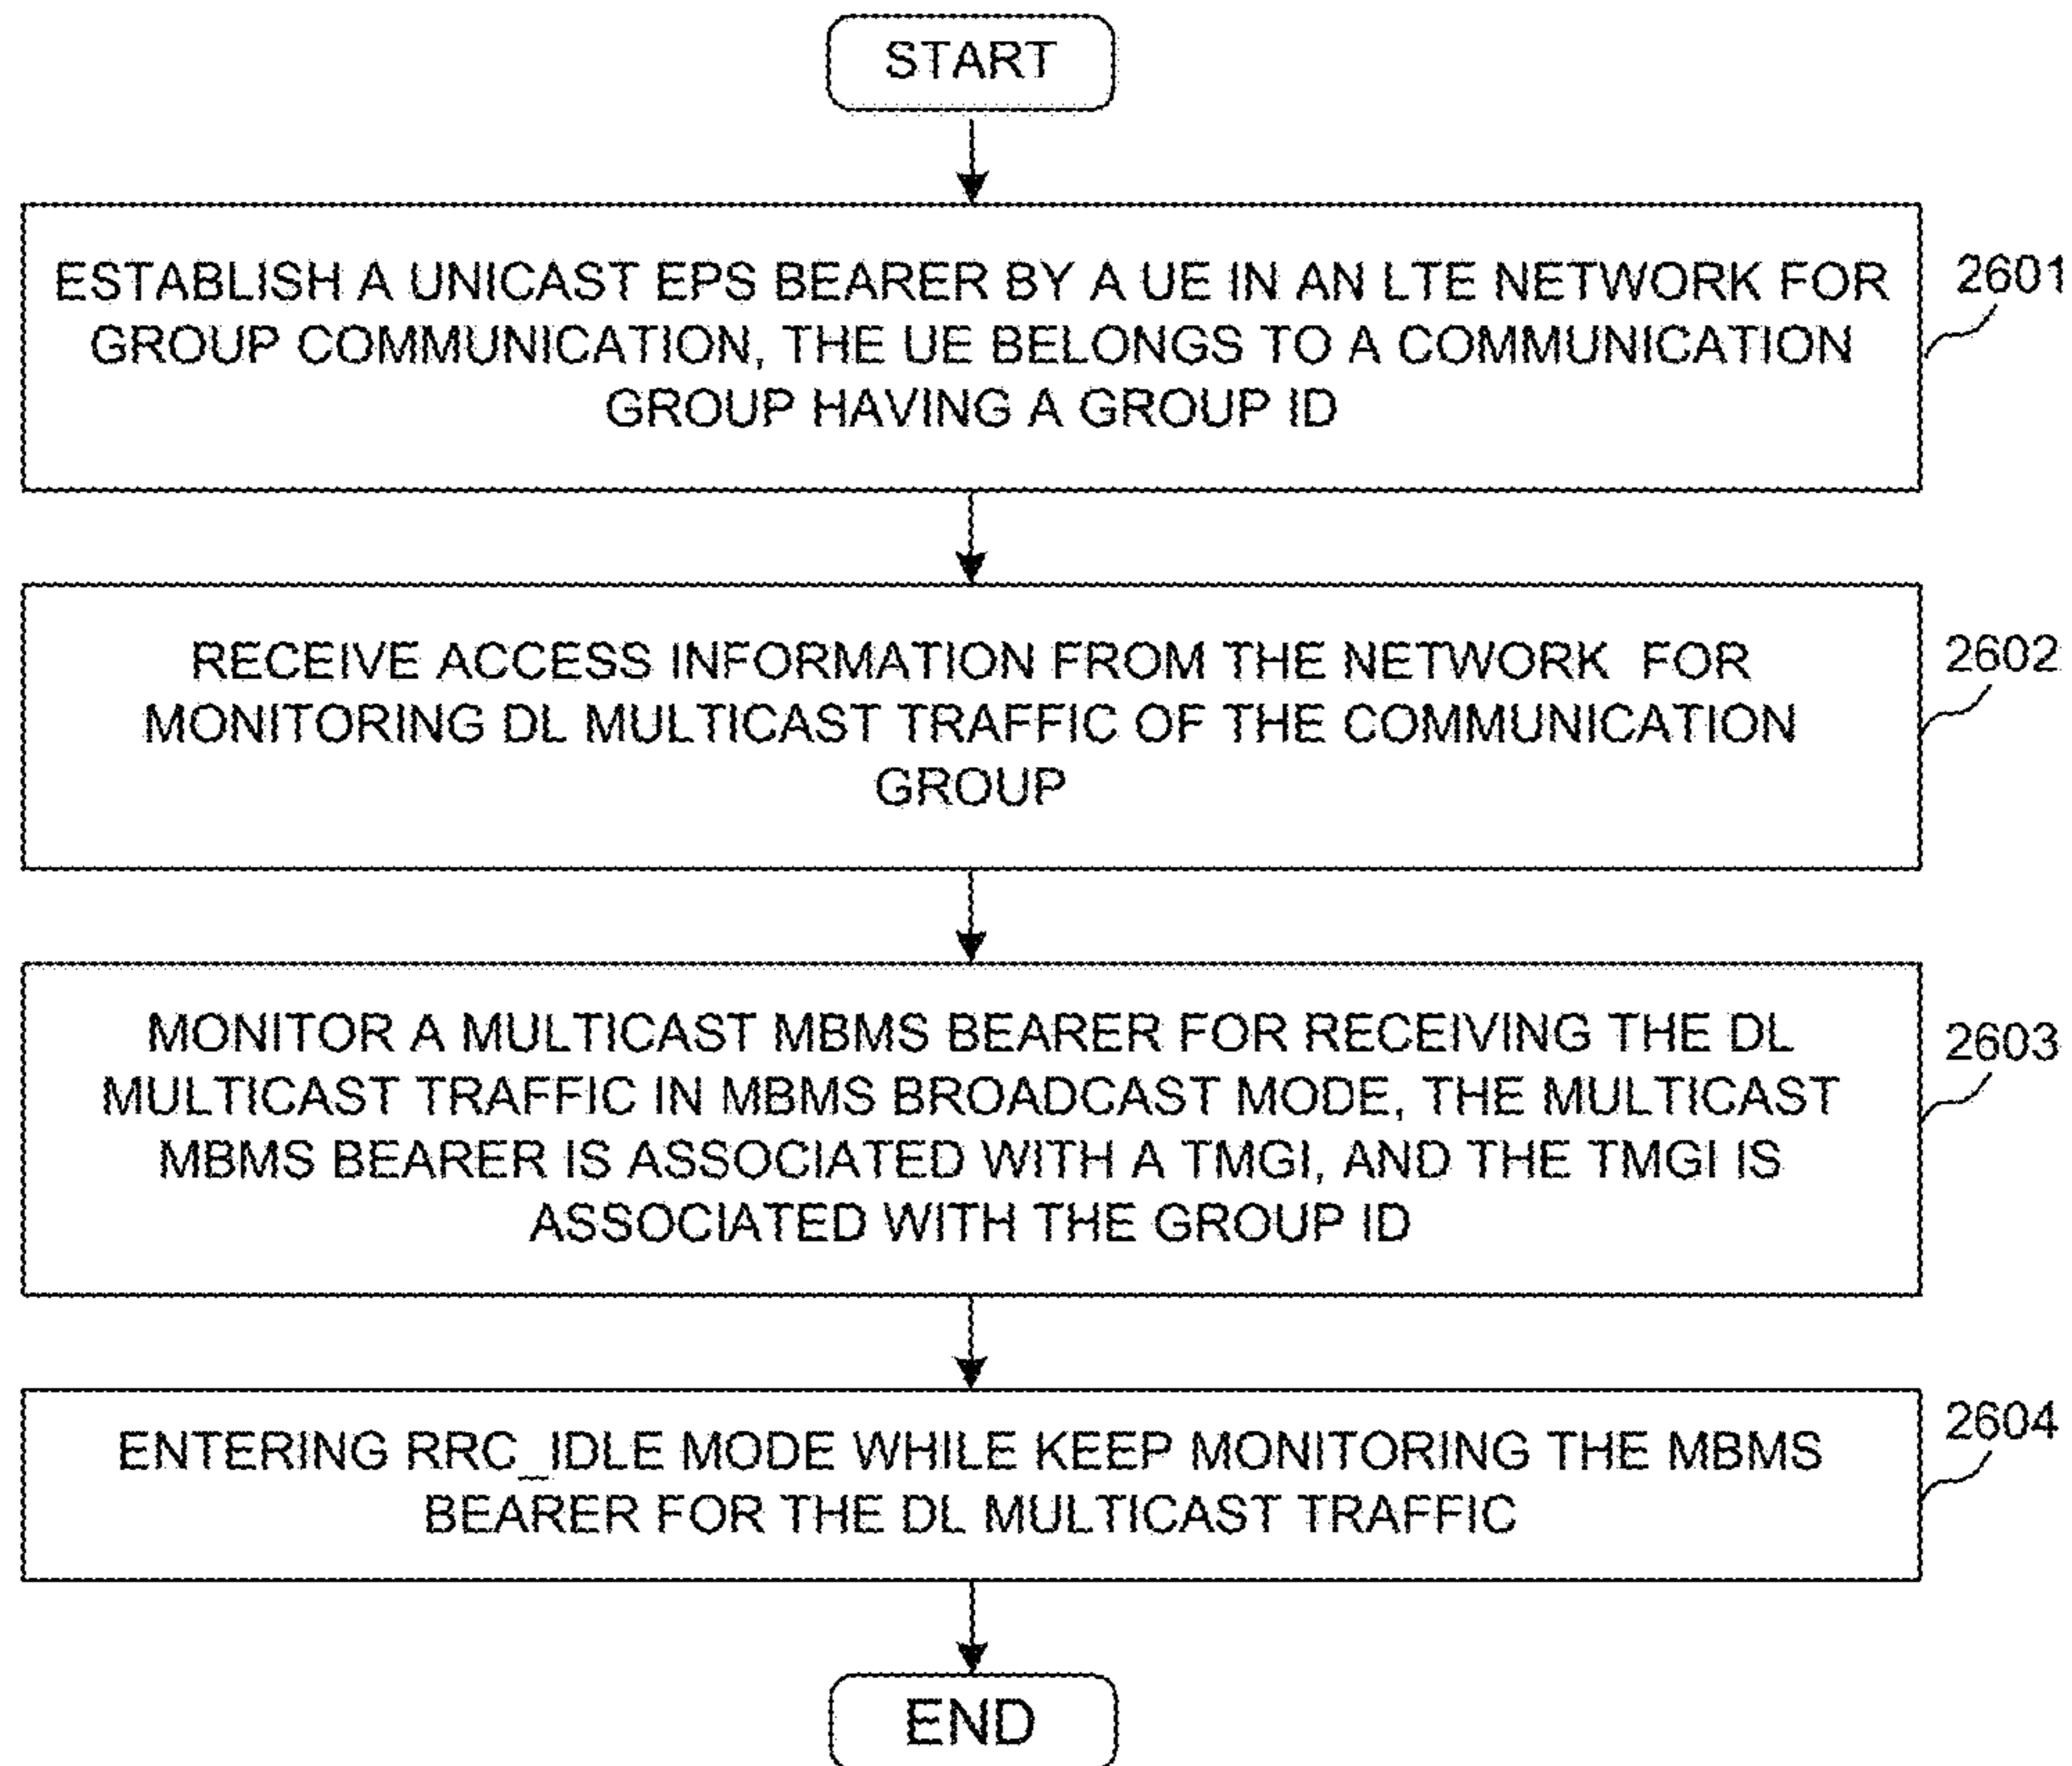 START
ESTABLISH A UNICAST EPS BEARER BY A UE IN AN LTE NETWORK FOR
GROUP COMMUNICATION, THE UE BELONGS TO A COMMUNICATION
GROUP HAVING A GROUP ID
2601
RECEIVE ACCESS INFORMATION FROM THE NETWORK FOR
MONITORING DL MULTICAST TRAFFIC OF THE COMMUNICATION
GROUP
2602
MONITOR A MULTICAST MBMS BEARER FOR RECEIVING THE DL
MULTICAST TRAFFIC IN MBMS BROADCAST MODE, THE MULTICAST
MBMS BEARER IS ASSOCIATED WITH A TMGI, AND THE TMGI IS
ASSOCIATED WITH THE GROUP ID
2603
ENTERING RRC_IDLE MODE WHILE KEEP MONITORING THE MBMS
BEARER FOR THE DL MULTICAST TRAFFIC
2604
END